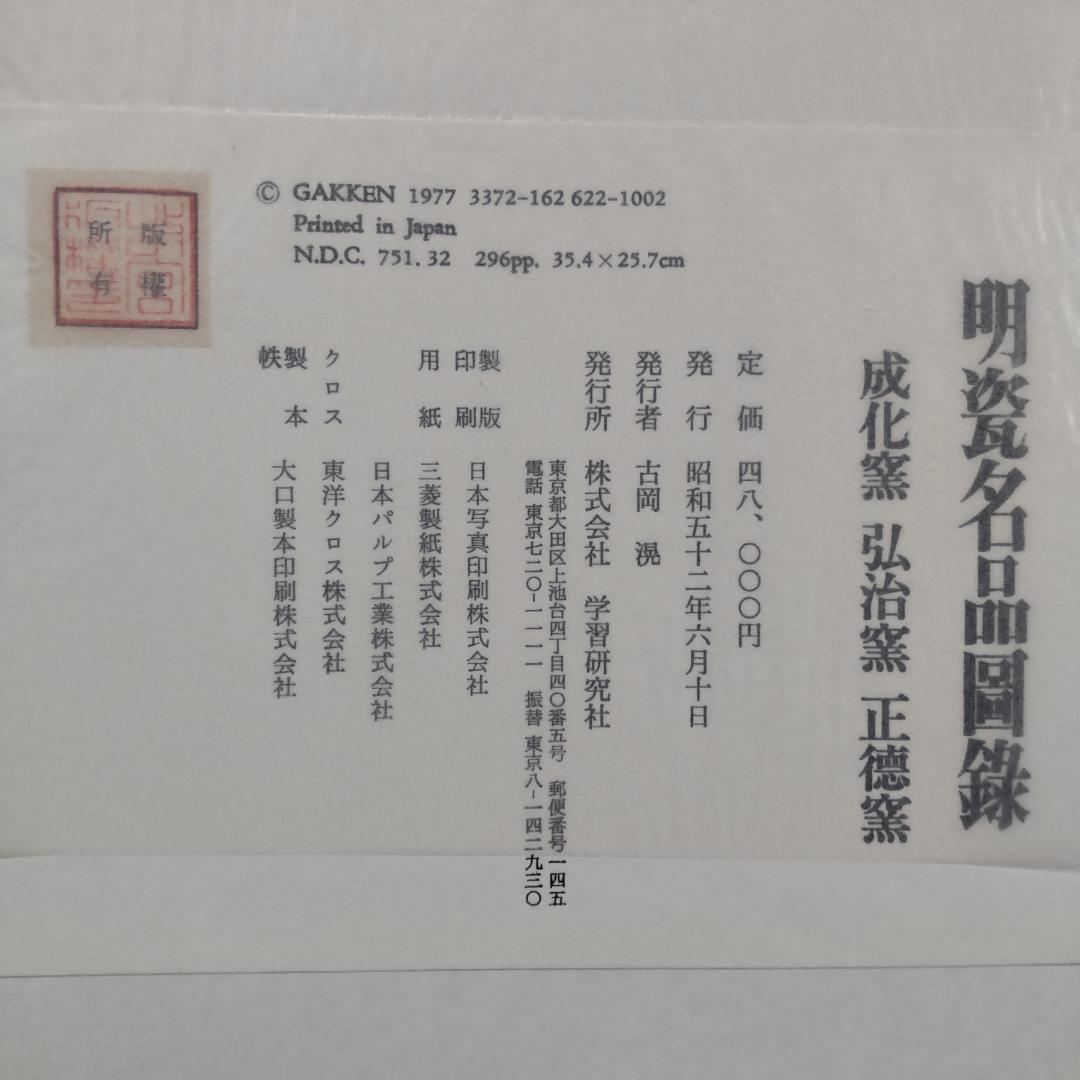 明瓷名品圖錄
成化窯 弘治窯 正德窯
定価 四八、〇〇〇円
発行 昭和五十二年六月十日
発行者 古岡 滉
発行所 株式会社 学習研究社
東京都大田区上池台四丁目四〇番五号 郵便番号一四五
電話 東京七二〇-一一一一 振替 東京八-一四二九三〇
製版
印刷 日本写真印刷株式会社
用紙 三菱製紙株式会社
日本パルプ工業株式会社
クロス 東洋クロス株式会社
製本
帙 大口製本印刷株式会社
© GAKKEN 1977 3372-162 622-1002
Printed in Japan
N.D.C. 751.32 296pp. 35.4×25.7cm
版權
所有